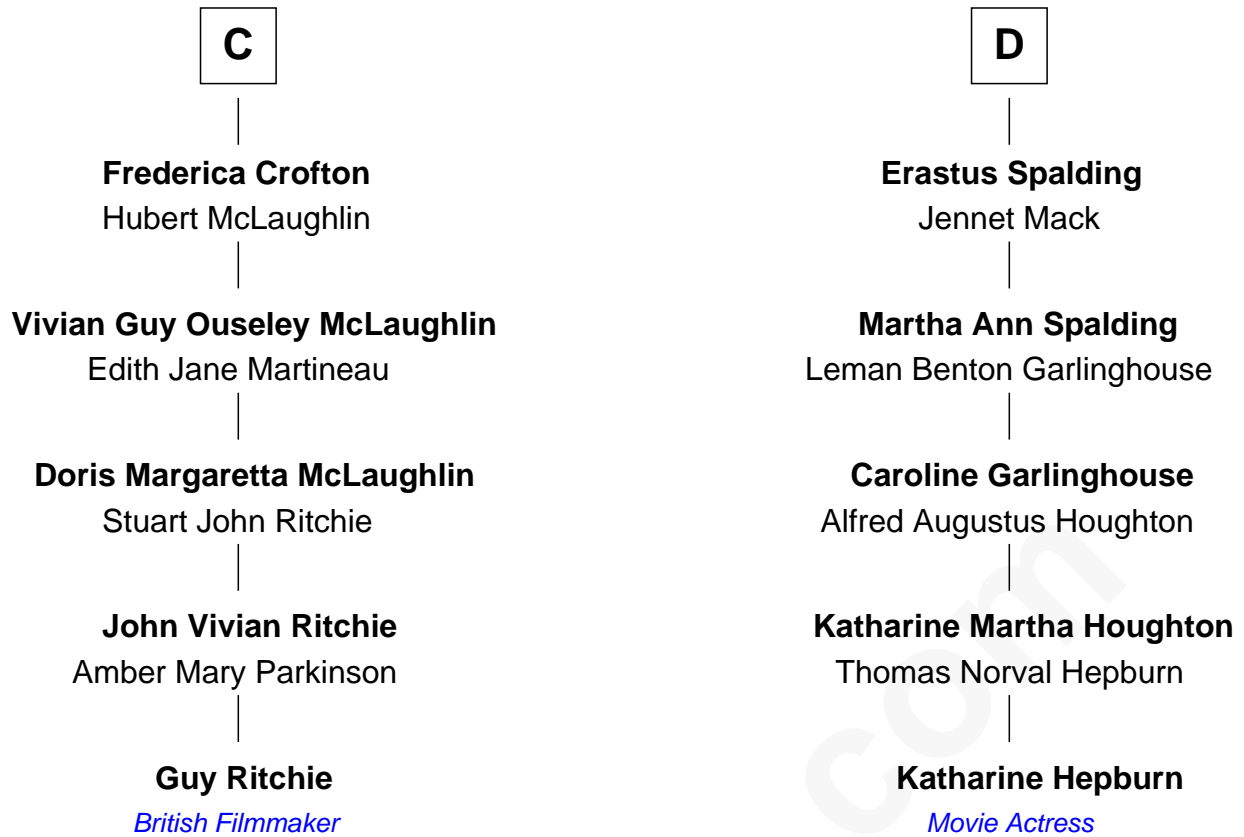 C
Frederica Crofton
Hubert McLaughlin
Vivian Guy Ouseley McLaughlin
Edith Jane Martineau
Doris Margaretta McLaughlin
Stuart John Ritchie
John Vivian Ritchie
Amber Mary Parkinson
Guy Ritchie
British Filmmaker
D
Erastus Spalding
Jennet Mack
Martha Ann Spalding
Leman Benton Garlinghouse
Caroline Garlinghouse
Alfred Augustus Houghton
Katharine Martha Houghton
Thomas Norval Hepburn
Katharine Hepburn
Movie Actress
com